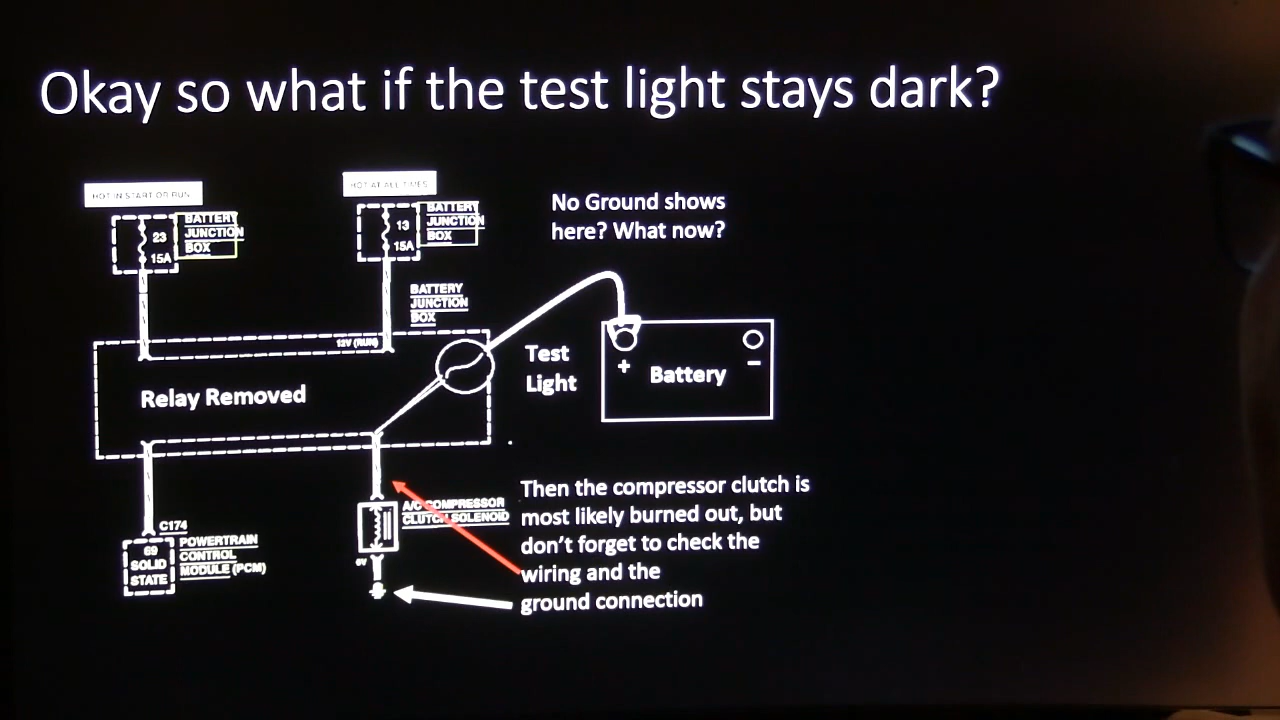 Okay so what if the test light stays dark?
HOT IN START OR RUN
HOT AT ALL TIMES
23
15A
BATTERY
JUNCTION
BOX
13
15A
BATTERY
JUNCTION
BOX
No Ground shows
here? What now?
BATTERY
JUNCTION
BOX
12V (RUN)
Relay Removed
Test
Light
+
–
Battery
C174
69
SOLID
STATE
POWERTRAIN
CONTROL
MODULE (PCM)
A/C COMPRESSOR
CLUTCH SOLENOID
0V
Then the compressor clutch is
most likely burned out, but
don't forget to check the
wiring and the
ground connection